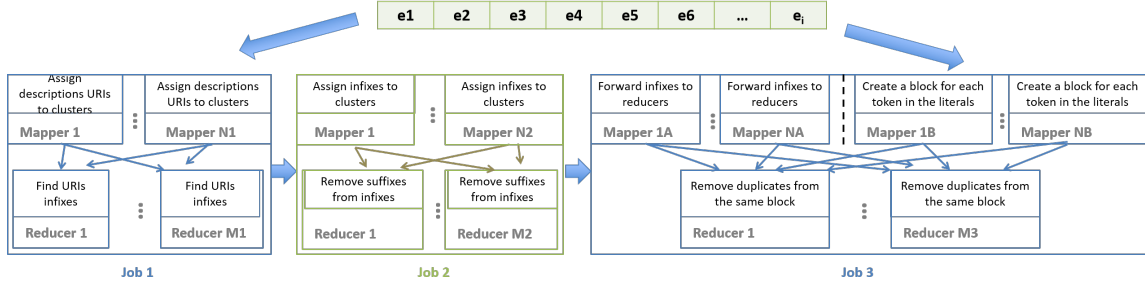 e1 e2 e3 e4 e5 e6 ... ei
Assign
descriptions URIs
to clusters
Mapper 1
Assign descriptions
URIs to clusters
Mapper N1
Find URIs
infixes
Reducer 1
Find URIs
infixes
Reducer M1
Job 1
Assign infixes to
clusters
Mapper 1
Assign infixes to
clusters
Mapper N2
Remove suffixes
from infixes
Reducer 1
Remove suffixes
from infixes
Reducer M2
Job 2
Forward infixes to
reducers
Mapper 1A
Forward infixes to
reducers
Mapper NA
Create a block for each
token in the literals
Mapper 1B
Create a block for each
token in the literals
Mapper NB
Remove duplicates from
the same block
Reducer 1
Remove duplicates from
the same block
Reducer M3
Job 3